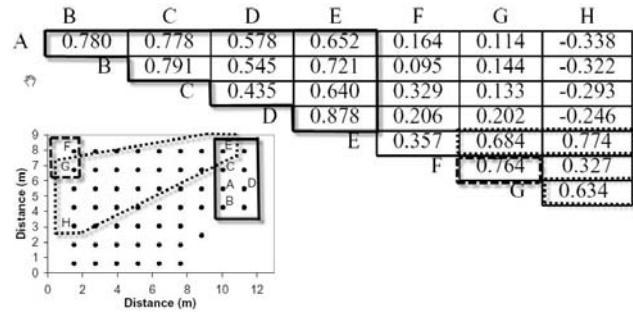 B C D E F G H
A 0.780 0.778 0.578 0.652 0.164 0.114 -0.338
B 0.791 0.545 0.721 0.095 0.144 -0.322
C 0.435 0.640 0.329 0.133 -0.293
D 0.878 0.206 0.202 -0.246
E 0.357 0.684 0.774
F 0.764 0.327
G 0.634
Distance (m)
9
8
7
6
5
4
3
2
1
0
F
G
H
E
C
A D
B
0 2 4 6 8 10 12
Distance (m)